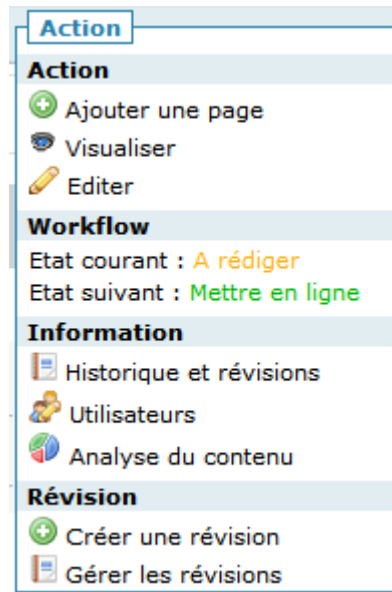 Action
Action
Ajouter une page
Visualiser
Editer
Workflow
Etat courant : A rédiger
Etat suivant : Mettre en ligne
Information
Historique et révisions
Utilisateurs
Analyse du contenu
Révision
Créer une révision
Gérer les révisions